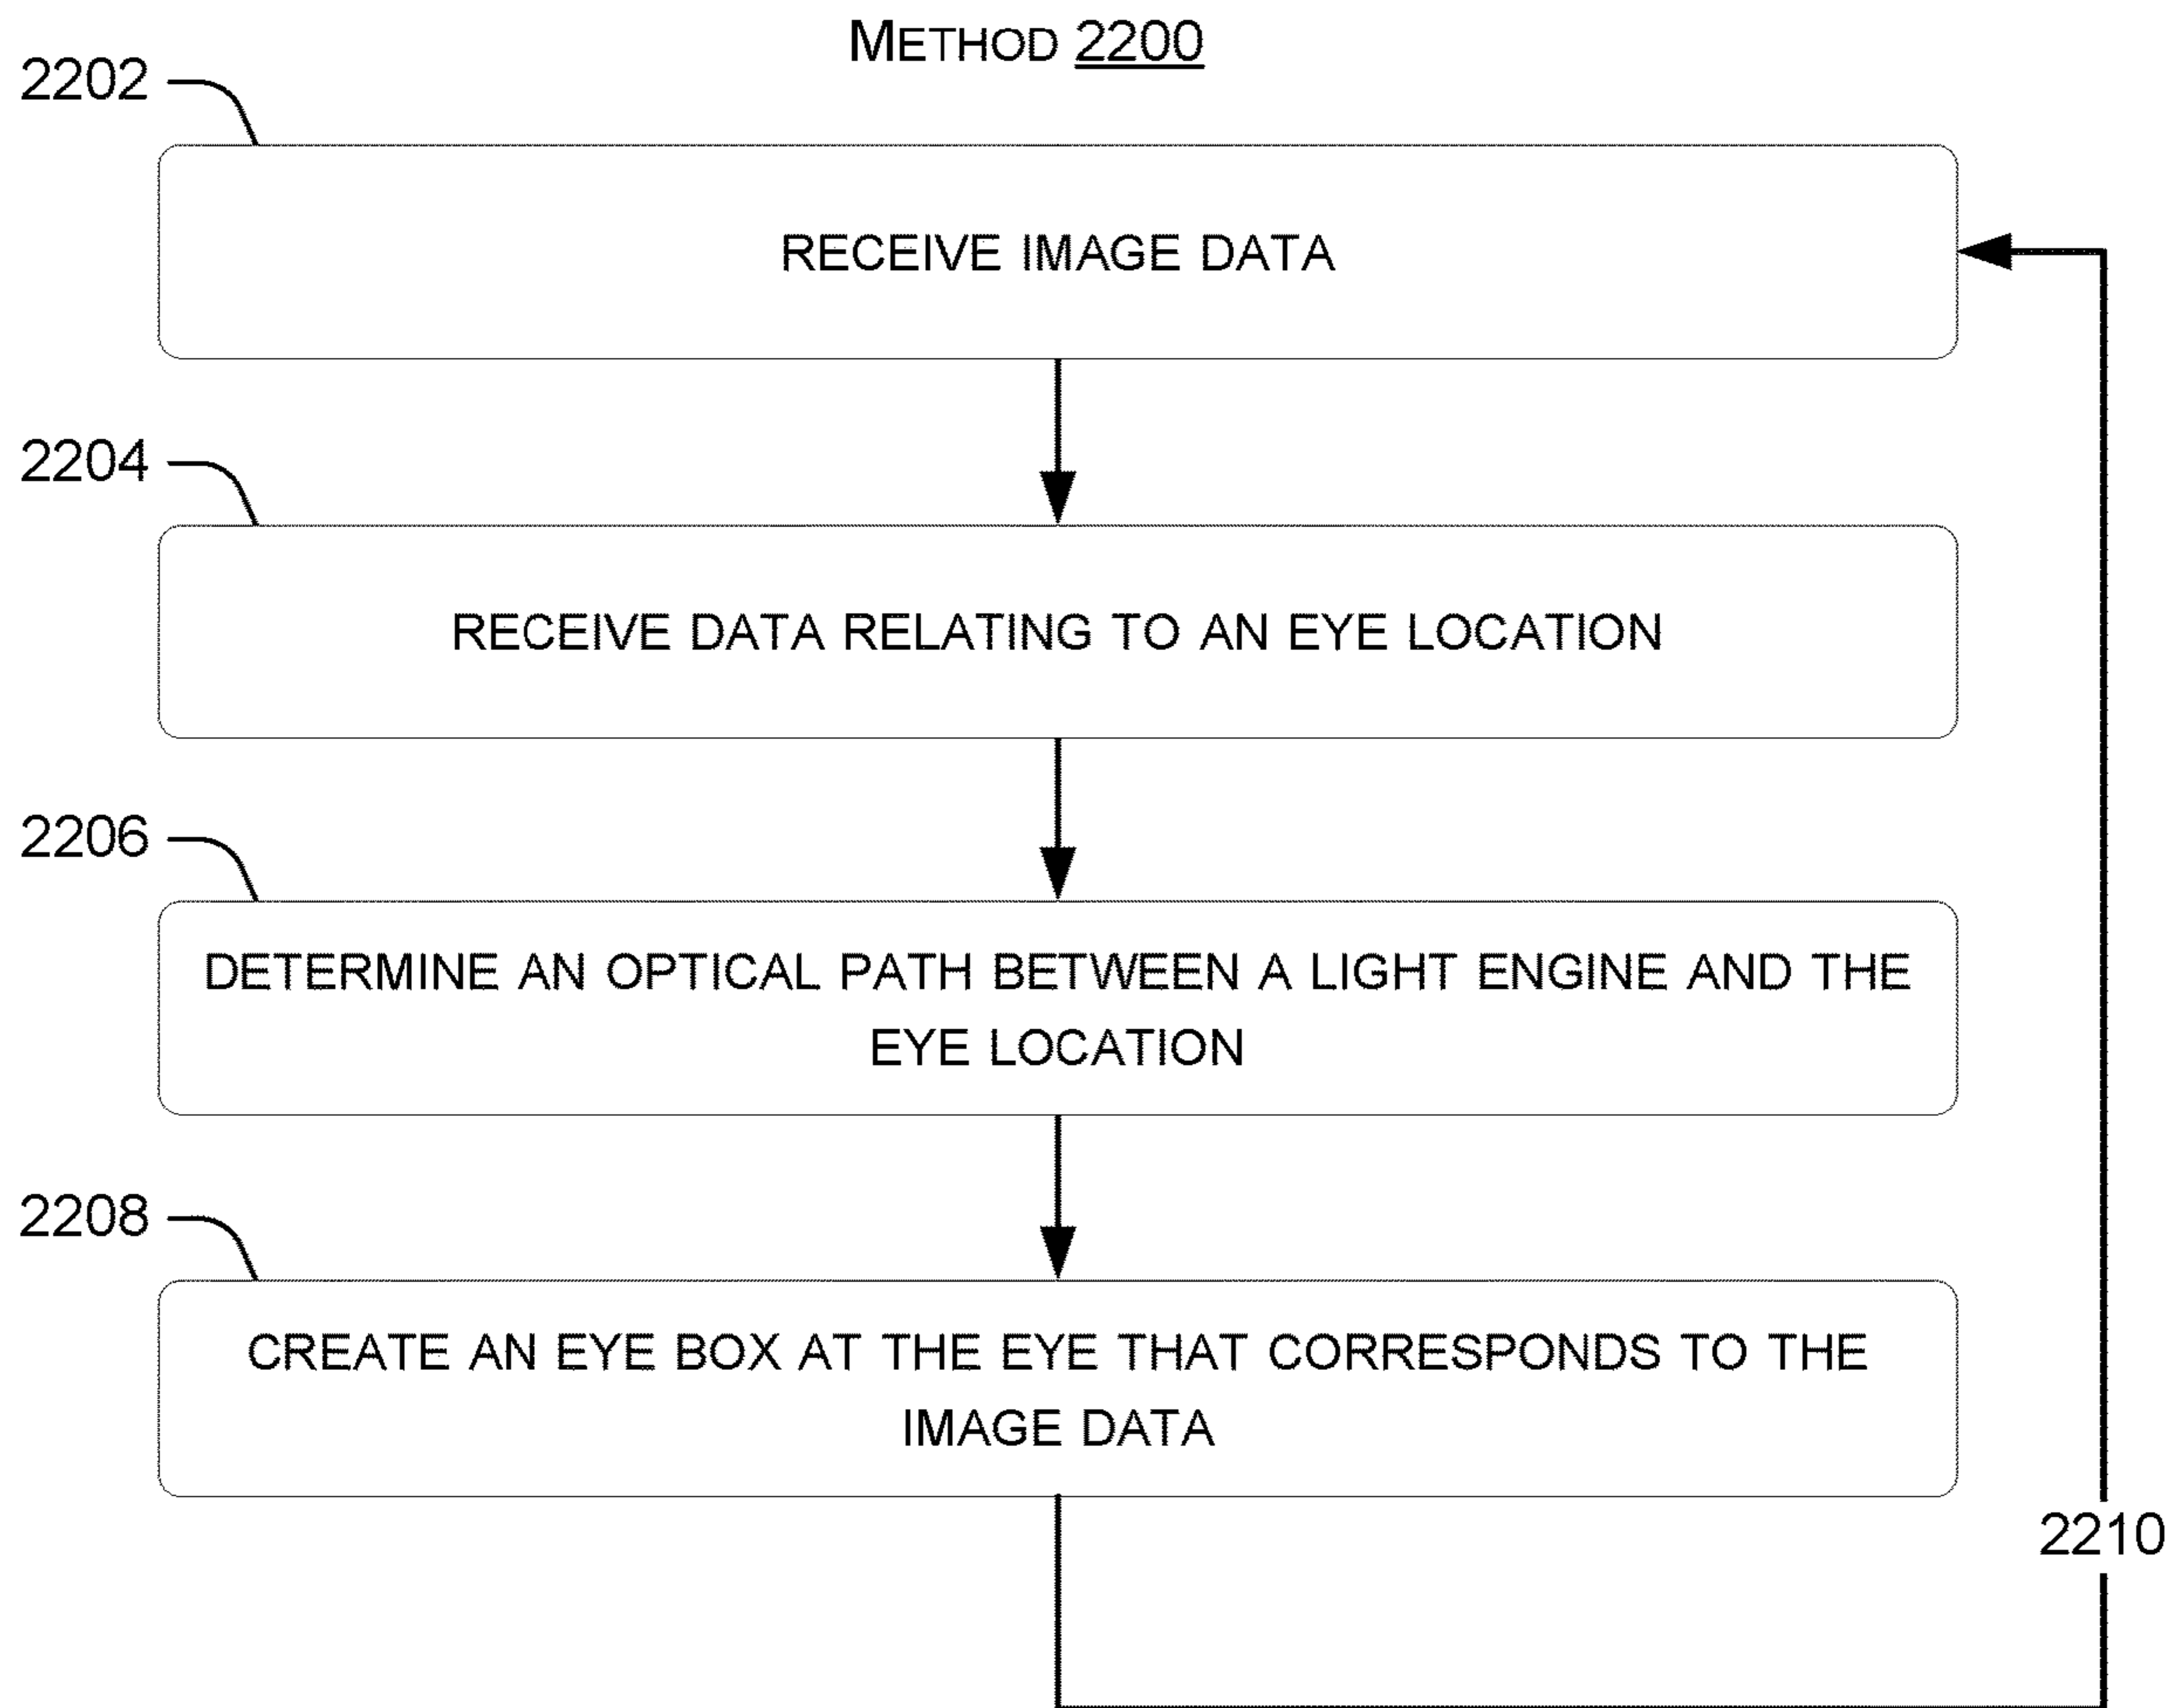 METHOD 2200
2202
RECEIVE IMAGE DATA
2204
RECEIVE DATA RELATING TO AN EYE LOCATION
2206
DETERMINE AN OPTICAL PATH BETWEEN A LIGHT ENGINE AND THE
EYE LOCATION
2208
CREATE AN EYE BOX AT THE EYE THAT CORRESPONDS TO THE
IMAGE DATA
2210